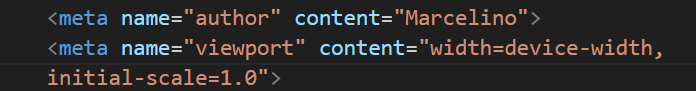 <meta name="author" content="Marcelino">
<meta name="viewport" content="width=device-width,
initial-scale=1.0">